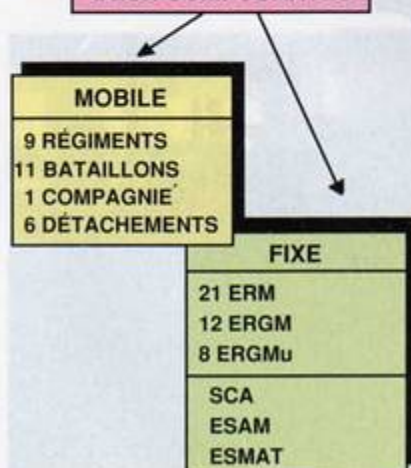 MOBILE
9 RÉGIMENTS
11 BATAILLONS
1 COMPAGNIE
6 DÉTACHEMENTS
FIXE
21 ERM
12 ERGM
8 ERGMu
SCA
ESAM
ESMAT